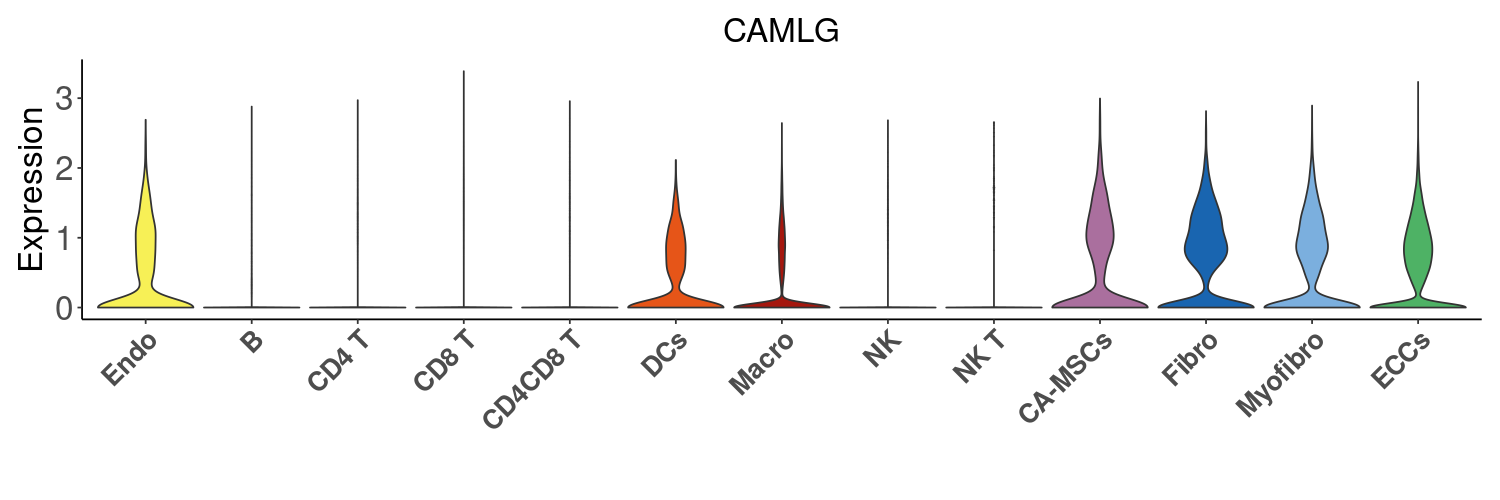 CAMLG
Expression
3
2
1
0
Endo
B
CD4 T
CD8 T
CD4CD8 T
DCs
Macro
NK
NK T
CA-MSCs
Fibro
Myofibro
ECCs